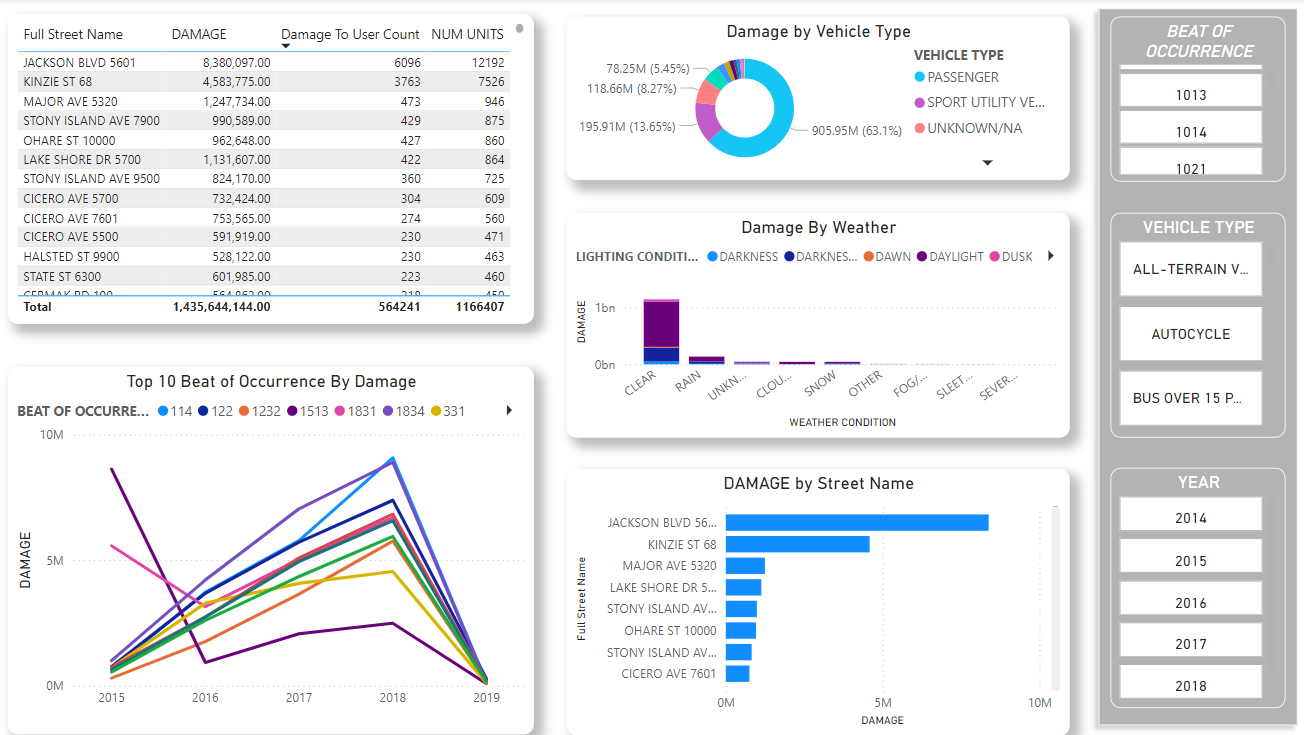 Full Street Name DAMAGE Damage To User Count NUM UNITS
JACKSON BLVD 5601 8,380,097.00 6096 12192
KINZIE ST 68 4,583,775.00 3763 7526
MAJOR AVE 5320 1,247,734.00 473 946
STONY ISLAND AVE 7900 990,589.00 429 875
OHARE ST 10000 962,648.00 427 860
LAKE SHORE DR 5700 1,131,607.00 422 864
STONY ISLAND AVE 9500 824,170.00 360 725
CICERO AVE 5700 732,424.00 304 609
CICERO AVE 7601 753,565.00 274 560
CICERO AVE 5500 591,919.00 230 471
HALSTED ST 9900 528,122.00 230 463
STATE ST 6300 601,985.00 223 460
Total 1,435,644,144.00 564241 1166407
Top 10 Beat of Occurrence By Damage
BEAT OF OCCURRE... 114 122 1232 1513 1831 1834 331
10M
5M
0M
DAMAGE
2015 2016 2017 2018 2019
Damage by Vehicle Type
78.25M (5.45%)
118.66M (8.27%)
195.91M (13.65%)
905.95M (63.1%)
VEHICLE TYPE
PASSENGER
SPORT UTILITY VE...
UNKNOWN/NA
Damage By Weather
LIGHTING CONDITI... DARKNESS DARKNES... DAWN DAYLIGHT DUSK
1bn
0bn
DAMAGE
CLEAR RAIN UNKN... CLOU... SNOW OTHER FOG/... SLEET... SEVER...
WEATHER CONDITION
DAMAGE by Street Name
Full Street Name
JACKSON BLVD 56...
KINZIE ST 68
MAJOR AVE 5320
LAKE SHORE DR 5...
STONY ISLAND AV...
OHARE ST 10000
STONY ISLAND AV...
CICERO AVE 7601
0M 5M 10M
DAMAGE
BEAT OF
OCCURRENCE
1013
1014
1021
VEHICLE TYPE
ALL-TERRAIN V...
AUTOCYCLE
BUS OVER 15 P...
YEAR
2014
2015
2016
2017
2018